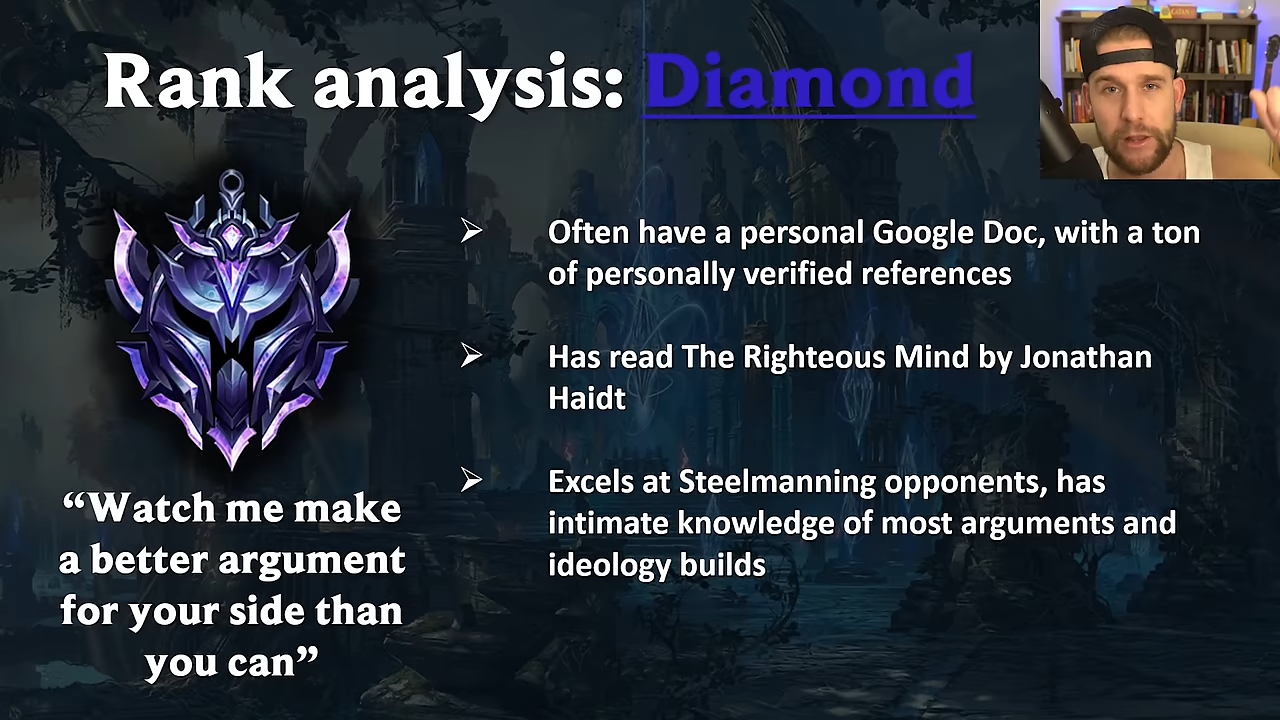 Rank analysis: Diamond
Often have a personal Google Doc, with a ton
of personally verified references
Has read The Righteous Mind by Jonathan
Haidt
Excels at Steelmanning opponents, has
intimate knowledge of most arguments and
ideology builds
“Watch me make
a better argument
for your side than
you can”
CATAN